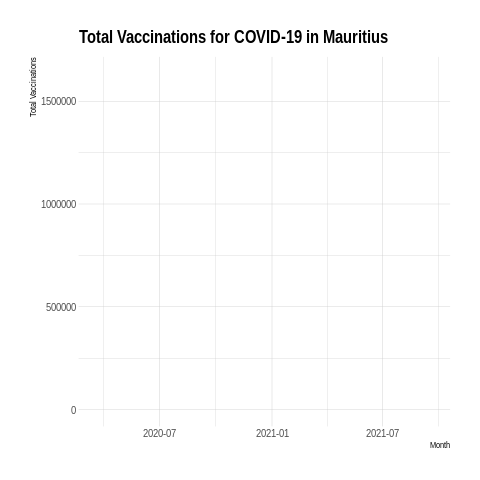 Total Vaccinations for COVID-19 in Mauritius
Total Vaccinations
1500000
1000000
500000
0
2020-07
2021-01
2021-07
Month